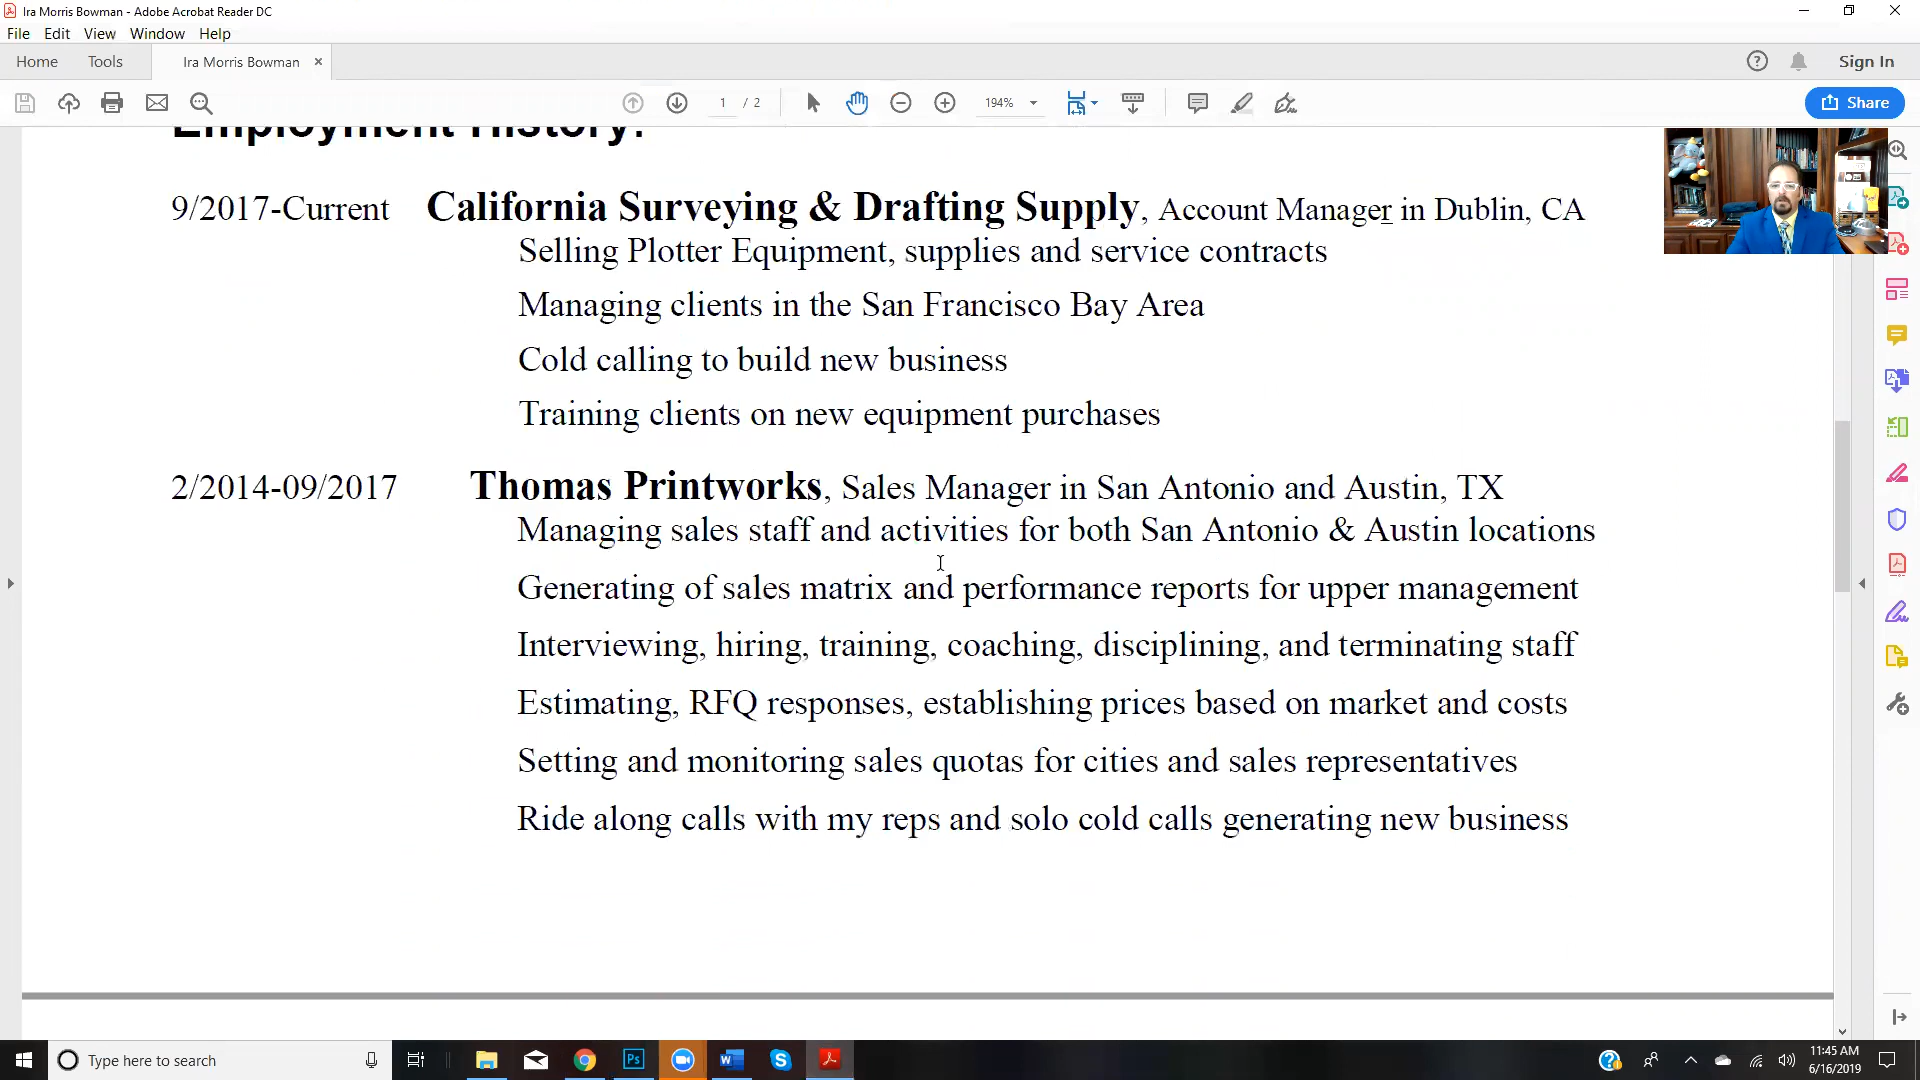 Ira Morris Bowman - Adobe Acrobat Reader DC
File Edit View Window Help
Home Tools Ira Morris Bowman × Sign In
1 / 2 194% Share
Employment History:
9/2017-Current California Surveying & Drafting Supply, Account Manager in Dublin, CA
Selling Plotter Equipment, supplies and service contracts
Managing clients in the San Francisco Bay Area
Cold calling to build new business
Training clients on new equipment purchases
2/2014-09/2017 Thomas Printworks, Sales Manager in San Antonio and Austin, TX
Managing sales staff and activities for both San Antonio & Austin locations
Generating of sales matrix and performance reports for upper management
Interviewing, hiring, training, coaching, disciplining, and terminating staff
Estimating, RFQ responses, establishing prices based on market and costs
Setting and monitoring sales quotas for cities and sales representatives
Ride along calls with my reps and solo cold calls generating new business
Type here to search
Ps
11:45 AM
6/16/2019